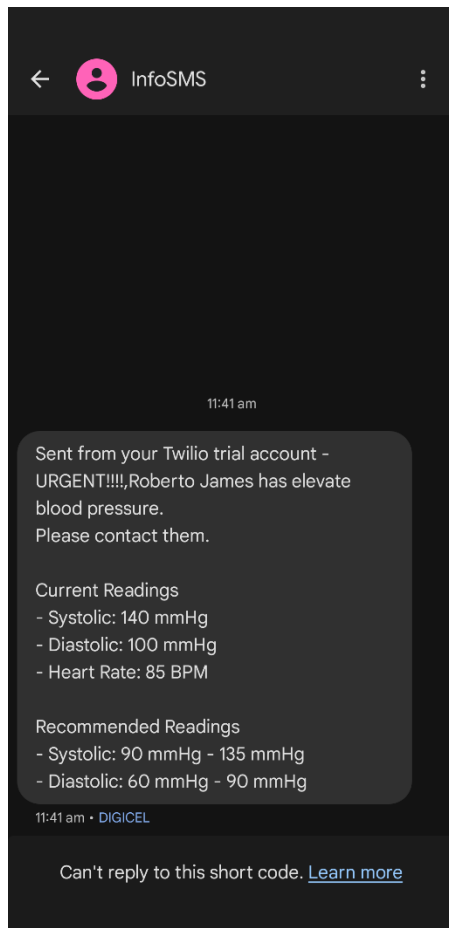 InfoSMS
11:41 am
Sent from your Twilio trial account -
URGENT!!!!,Roberto James has elevate
blood pressure.
Please contact them.
Current Readings
- Systolic: 140 mmHg
- Diastolic: 100 mmHg
- Heart Rate: 85 BPM
Recommended Readings
- Systolic: 90 mmHg - 135 mmHg
- Diastolic: 60 mmHg - 90 mmHg
11:41 am • DIGICEL
Can't reply to this short code. Learn more